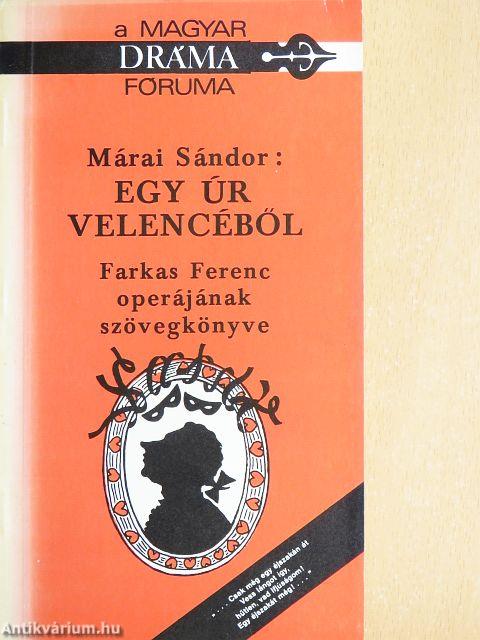 a MAGYAR
DRÁMA
FÓRUMA
Márai Sándor:
EGY ÚR
VELENCÉBŐL
Farkas Ferenc
operájának
szövegkönyve
„... Csak még egy éjszakán át
Vess lángot így,
hűtlen, vad ifjúságom!
Egy éjszakát még! ..."
Antikvárium.hu